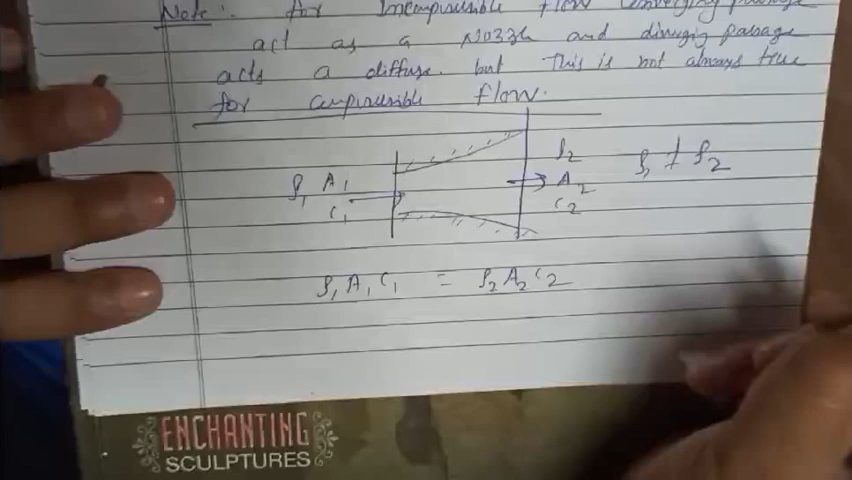 Note: for Incompressible flow converging passage
act as a Nozzle and diverging passage
acts a diffuse. but This is not always true
for compressible flow.
ρ1 A1 C1
ρ2 A2 C2
ρ1 ≠ ρ2
ρ1 A1 C1 = ρ2 A2 C2
ENCHANTING
SCULPTURES